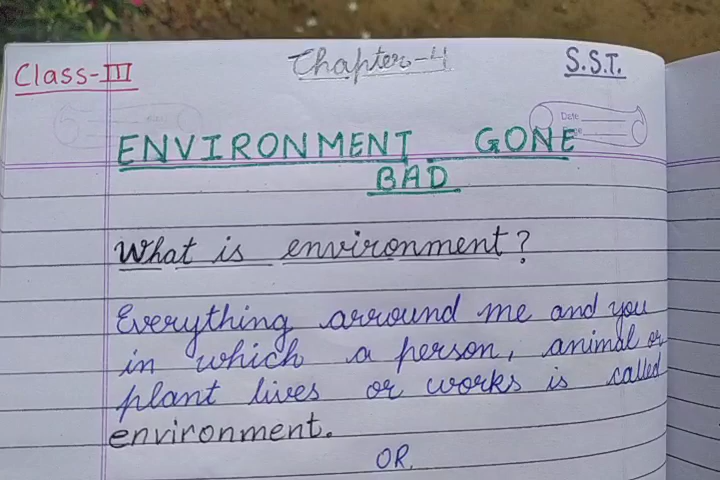 Class-III Chapter-4 S.S.T.
Date
ENVIRONMENT GONE
BAD
What is environment?
Everything arround me and you
in which a person, animal or
plant lives or works is called
environment.
OR.